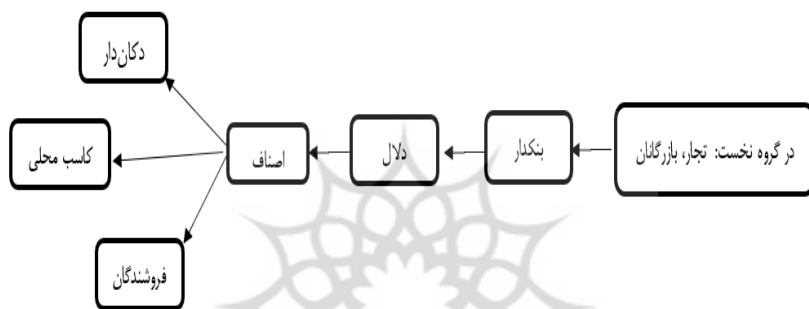 در گروه نخست: تجار، بازرگانان
بنکدار
دلال
اصناف
دکان‌دار
کاسب محلی
فروشندگان